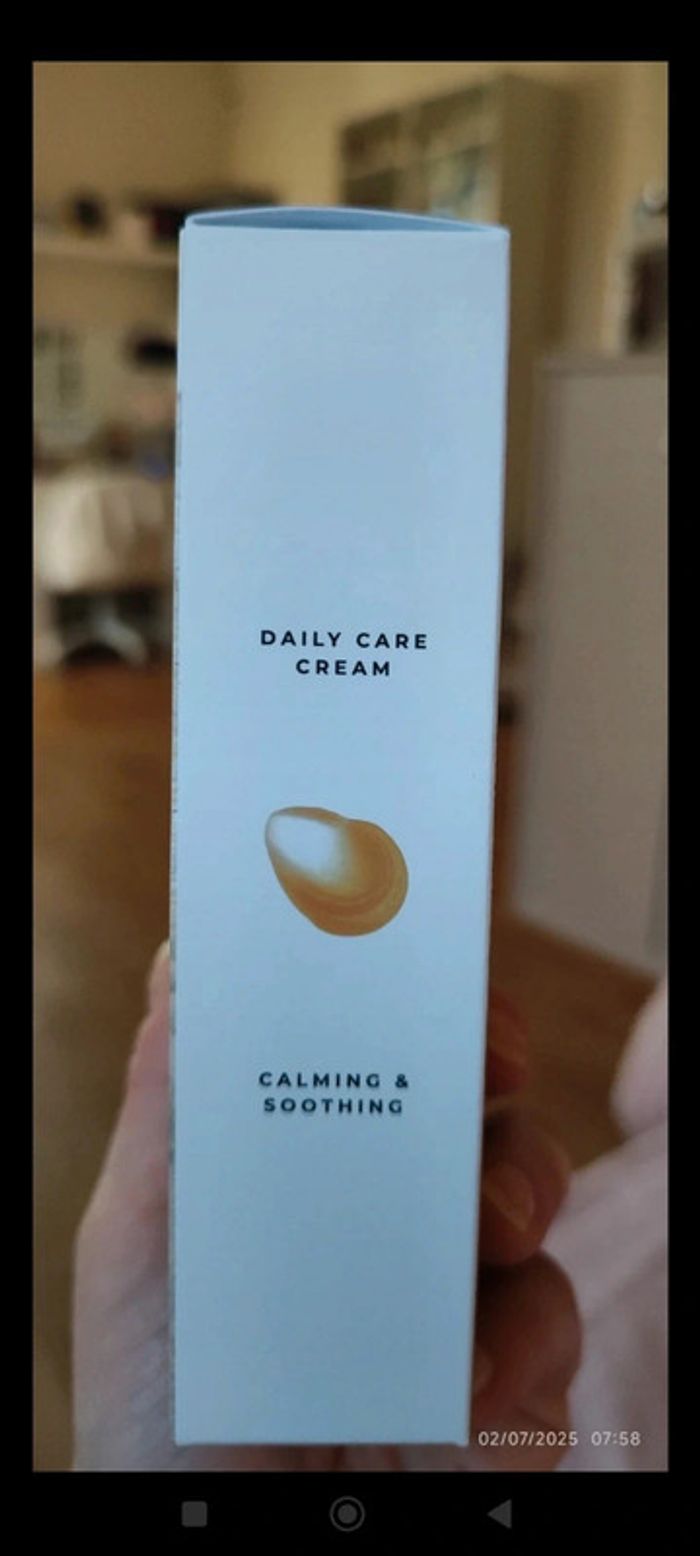 DAILY CARE
CREAM
CALMING &
SOOTHING
02/07/2025 07:58